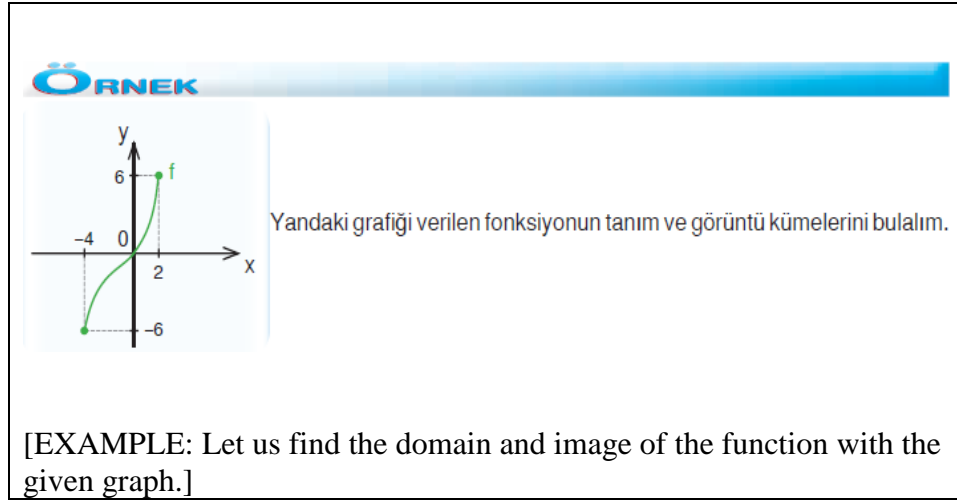 ÖRNEK
y
6
f
Yandaki grafiği verilen fonksiyonun tanım ve görüntü kümelerini bulalım.
−4
0
2
x
−6
[EXAMPLE: Let us find the domain and image of the function with the
given graph.]